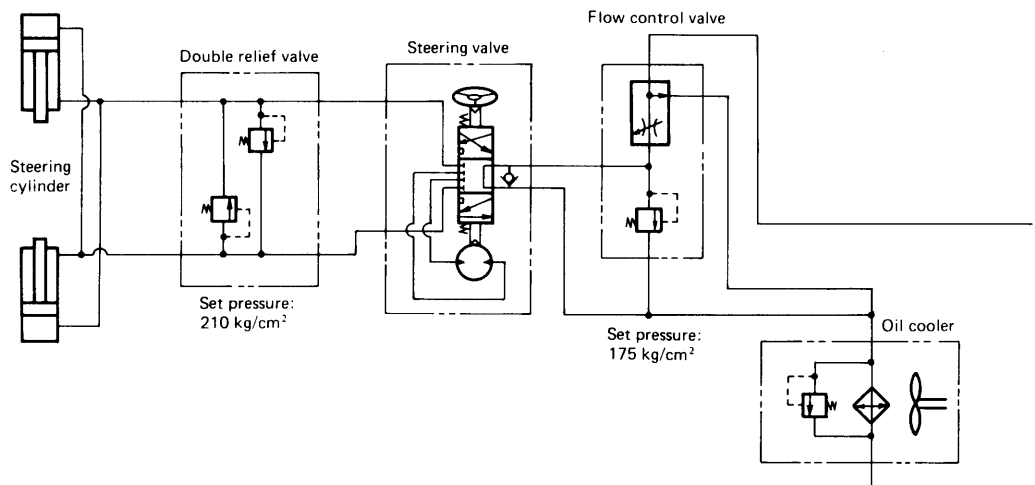 Flow control valve
Steering valve
Double relief valve
Steering
cylinder
Set pressure:
210 kg/cm²
Set pressure:
175 kg/cm²
Oil cooler